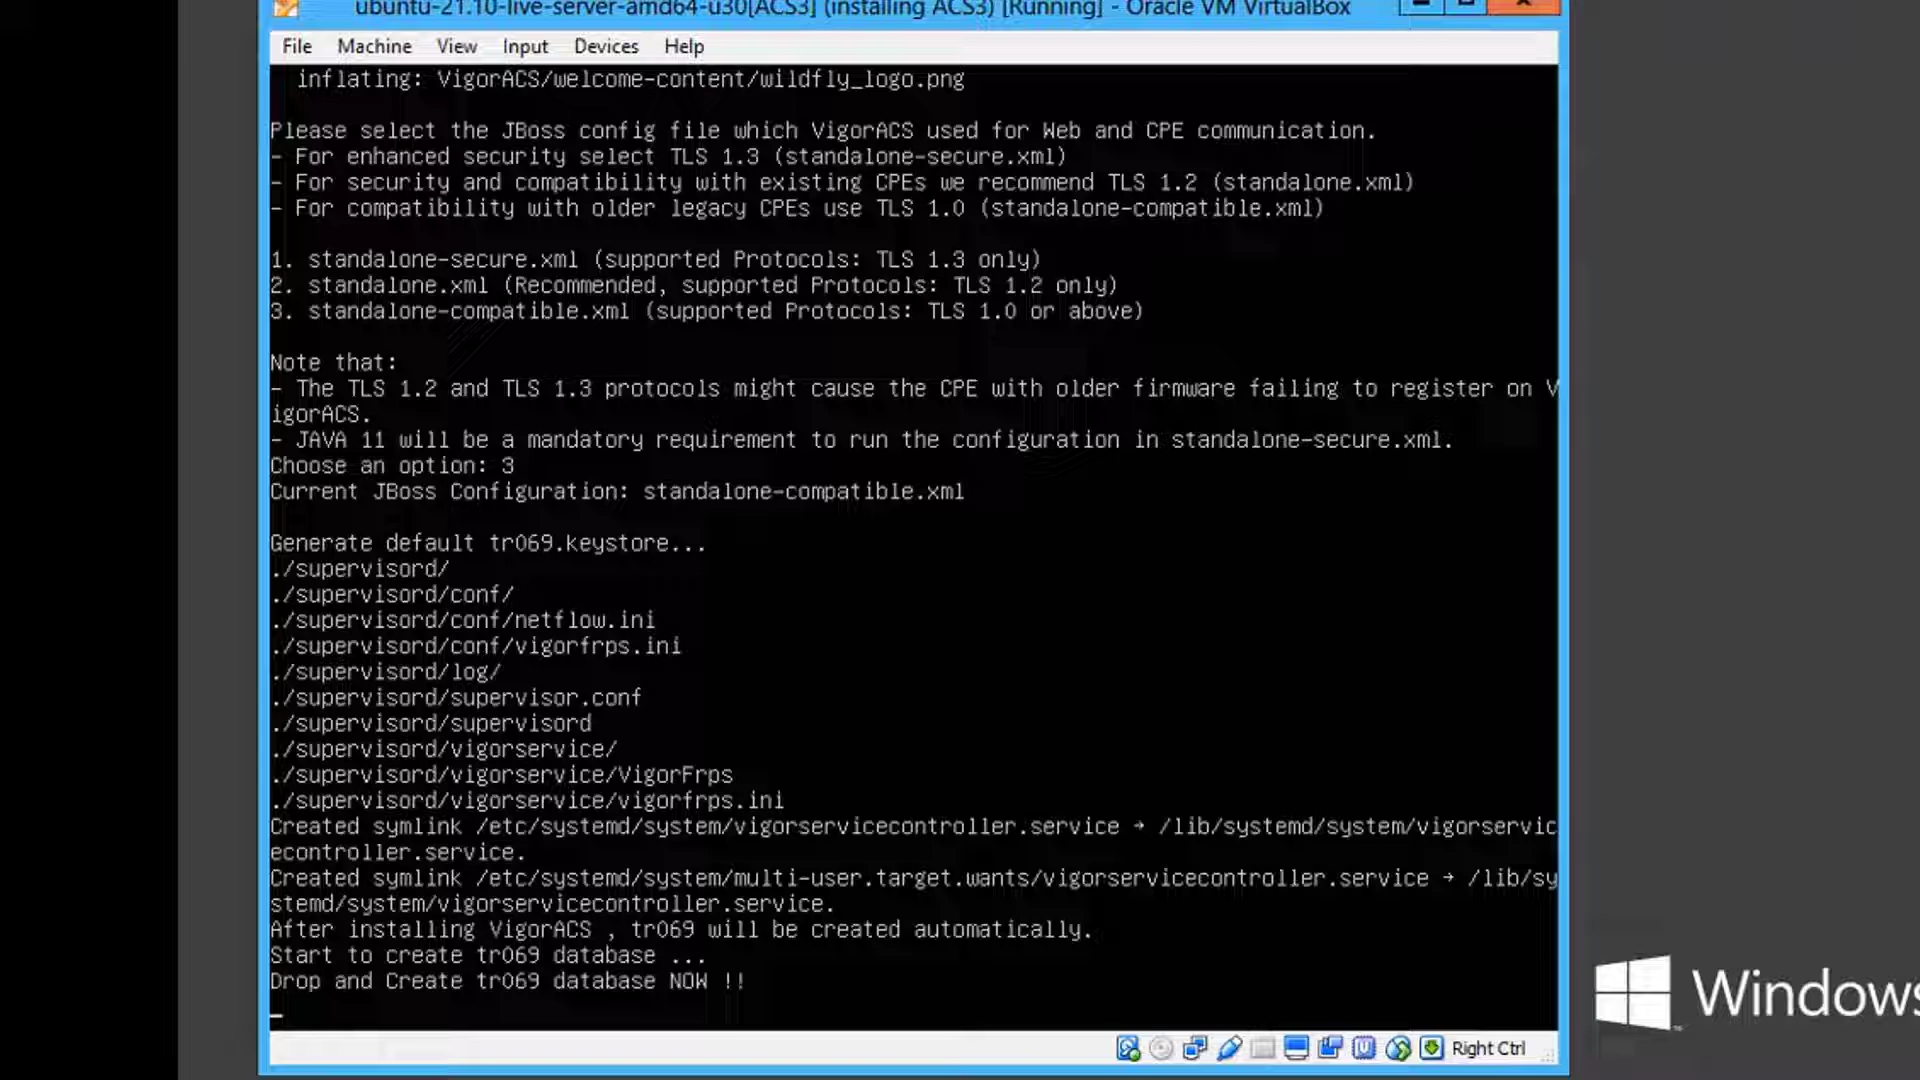 ubuntu-21.10-live-server-amd64-u30[ACS3] (installing ACS3) [Running] - Oracle VM VirtualBox
File Machine View Input Devices Help
inflating: VigorACS/welcome-content/wildfly_logo.png
Please select the JBoss config file which VigorACS used for Web and CPE communication.
- For enhanced security select TLS 1.3 (standalone-secure.xml)
- For security and compatibility with existing CPEs we recommend TLS 1.2 (standalone.xml)
- For compatibility with older legacy CPEs use TLS 1.0 (standalone-compatible.xml)
1. standalone-secure.xml (supported Protocols: TLS 1.3 only)
2. standalone.xml (Recommended, supported Protocols: TLS 1.2 only)
3. standalone-compatible.xml (supported Protocols: TLS 1.0 or above)
Note that:
- The TLS 1.2 and TLS 1.3 protocols might cause the CPE with older firmware failing to register on V
igorACS.
- JAVA 11 will be a mandatory requirement to run the configuration in standalone-secure.xml.
Choose an option: 3
Current JBoss Configuration: standalone-compatible.xml
Generate default tr069.keystore...
./supervisord/
./supervisord/conf/
./supervisord/conf/netflow.ini
./supervisord/conf/vigorfrps.ini
./supervisord/log/
./supervisord/supervisor.conf
./supervisord/supervisord
./supervisord/vigorservice/
./supervisord/vigorservice/VigorFrps
./supervisord/vigorservice/vigorfrps.ini
Created symlink /etc/systemd/system/vigorservicecontroller.service → /lib/systemd/system/vigorservic
econtroller.service.
Created symlink /etc/systemd/system/multi-user.target.wants/vigorservicecontroller.service → /lib/sy
stemd/system/vigorservicecontroller.service.
After installing VigorACS , tr069 will be created automatically.
Start to create tr069 database ...
Drop and Create tr069 database NOW !!
Right Ctrl
Windows